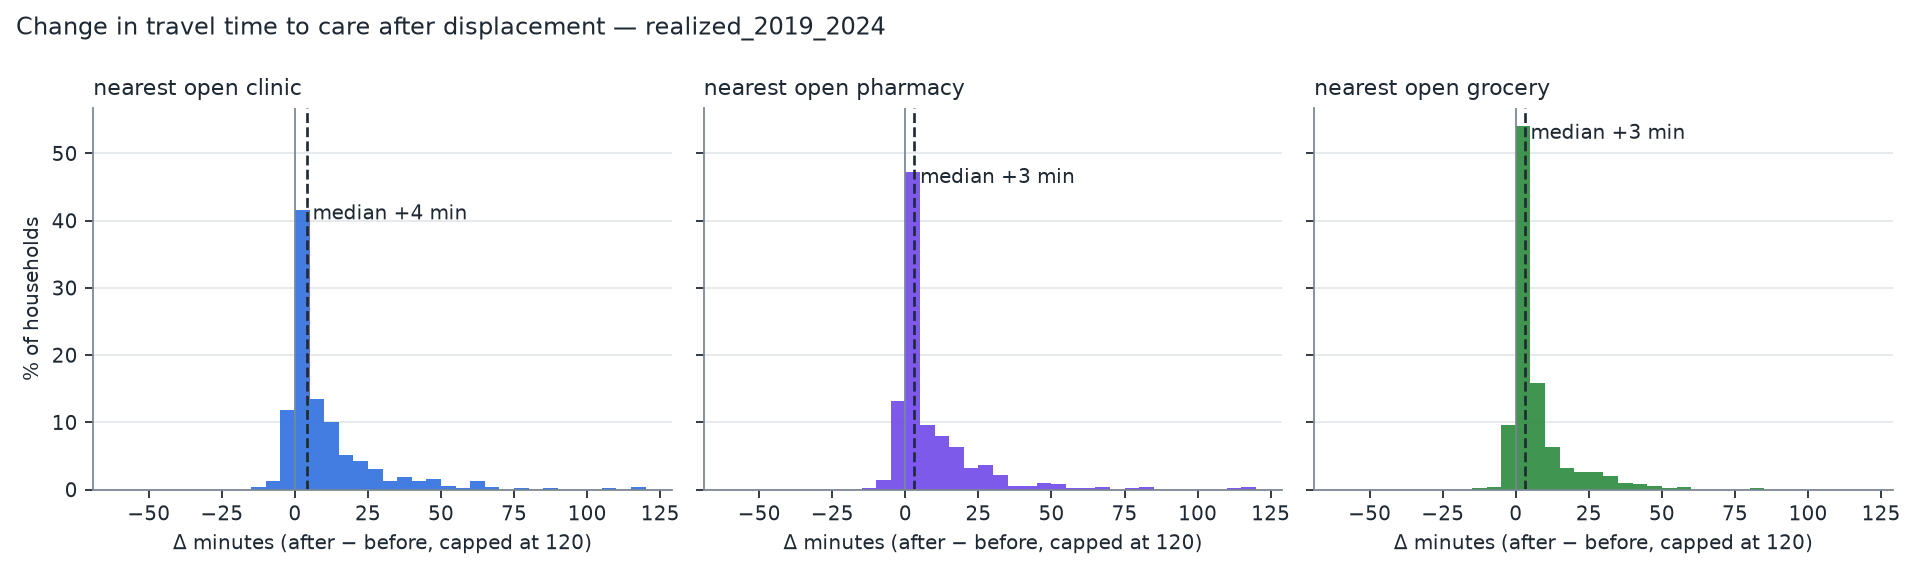 Change in travel time to care after displacement — realized_2019_2024
nearest open clinic
nearest open pharmacy
nearest open grocery
% of households
50
40
30
20
10
0
median +4 min
median +3 min
median +3 min
−50 −25 0 25 50 75 100 125
−50 −25 0 25 50 75 100 125
−50 −25 0 25 50 75 100 125
Δ minutes (after − before, capped at 120)
Δ minutes (after − before, capped at 120)
Δ minutes (after − before, capped at 120)